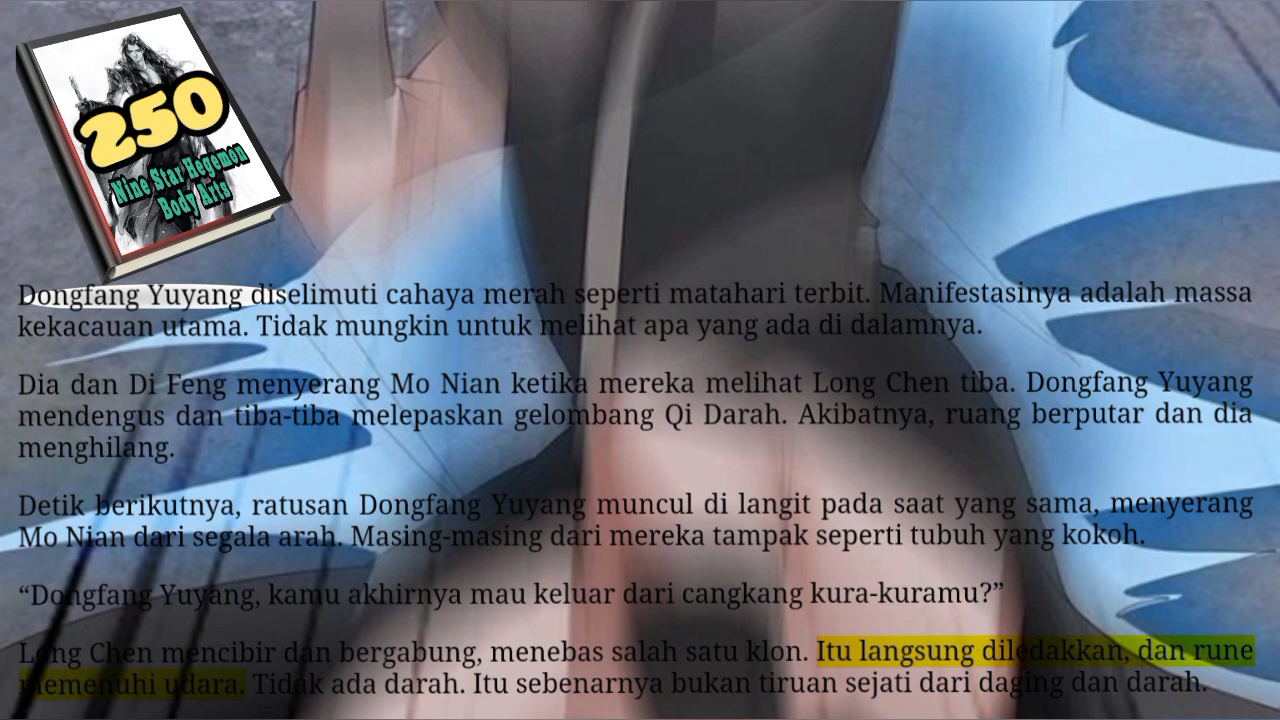 250
Nine Star Hegemon
Body Arts
Dongfang Yuyang diselimuti cahaya merah seperti matahari terbit. Manifestasinya adalah massa
kekacauan utama. Tidak mungkin untuk melihat apa yang ada di dalamnya.
Dia dan Di Feng menyerang Mo Nian ketika mereka melihat Long Chen tiba. Dongfang Yuyang
mendengus dan tiba-tiba melepaskan gelombang Qi Darah. Akibatnya, ruang berputar dan dia
menghilang.
Detik berikutnya, ratusan Dongfang Yuyang muncul di langit pada saat yang sama, menyerang
Mo Nian dari segala arah. Masing-masing dari mereka tampak seperti tubuh yang kokoh.
“Dongfang Yuyang, kamu akhirnya mau keluar dari cangkang kura-kuramu?”
Long Chen mencibir dan bergabung, menebas salah satu klon. Itu langsung diledakkan, dan rune
memenuhi udara. Tidak ada darah. Itu sebenarnya bukan tiruan sejati dari daging dan darah.